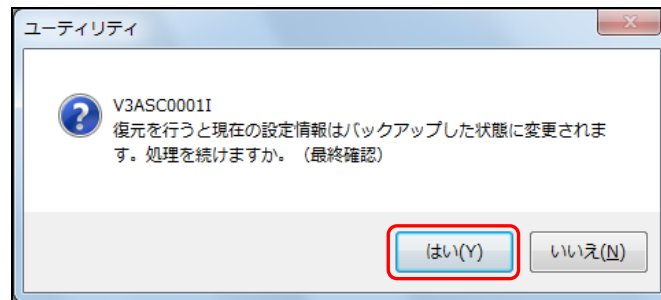 ユーティリティ
V3ASC0001I
復元を行うと現在の設定情報はバックアップした状態に変更されま
す。処理を続けますか。（最終確認）
はい(Y)
いいえ(N)